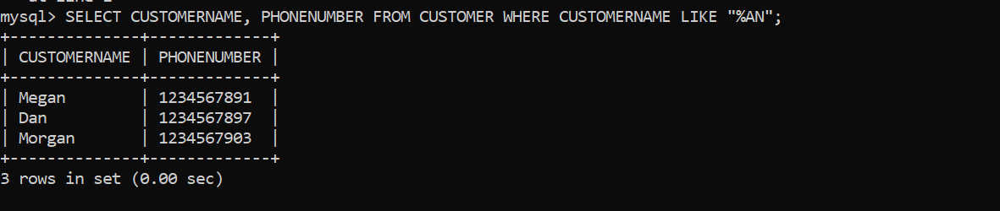 mysql> SELECT CUSTOMERNAME, PHONENUMBER FROM CUSTOMER WHERE CUSTOMERNAME LIKE "%AN";
+--------------+-------------+
| CUSTOMERNAME | PHONENUMBER |
+--------------+-------------+
| Megan        | 1234567891  |
| Dan          | 1234567897  |
| Morgan       | 1234567903  |
+--------------+-------------+
3 rows in set (0.00 sec)